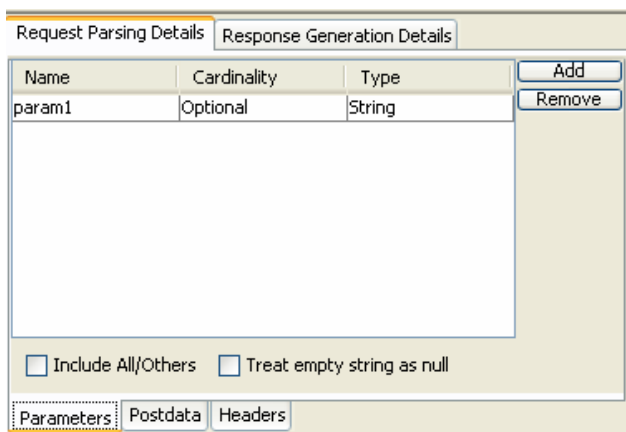 Request Parsing Details Response Generation Details
Name Cardinality Type Add
param1 Optional String Remove
Include All/Others Treat empty string as null
Parameters Postdata Headers